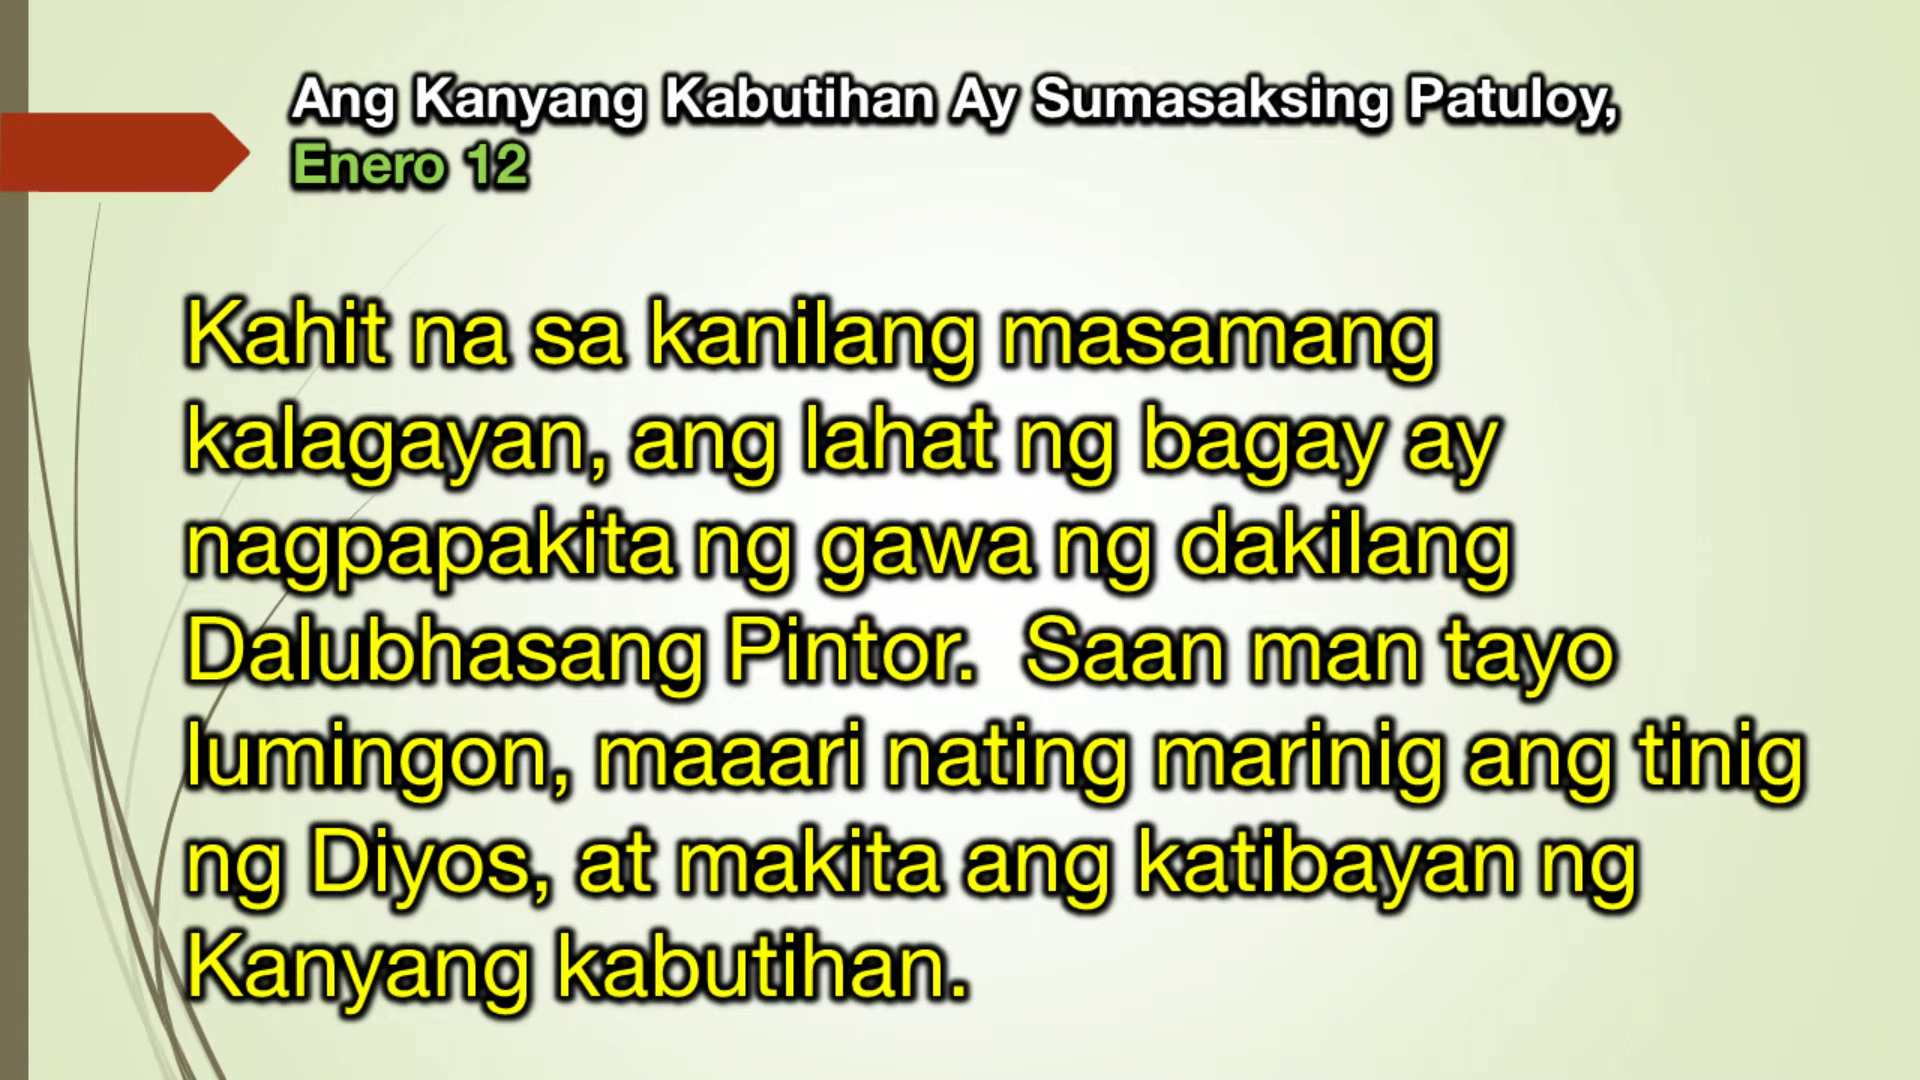 Ang Kanyang Kabutihan Ay Sumasaksing Patuloy,
Enero 12
Kahit na sa kanilang masamang
kalagayan, ang lahat ng bagay ay
nagpapakita ng gawa ng dakilang
Dalubhasang Pintor.  Saan man tayo
lumingon, maaari nating marinig ang tinig
ng Diyos, at makita ang katibayan ng
Kanyang kabutihan.